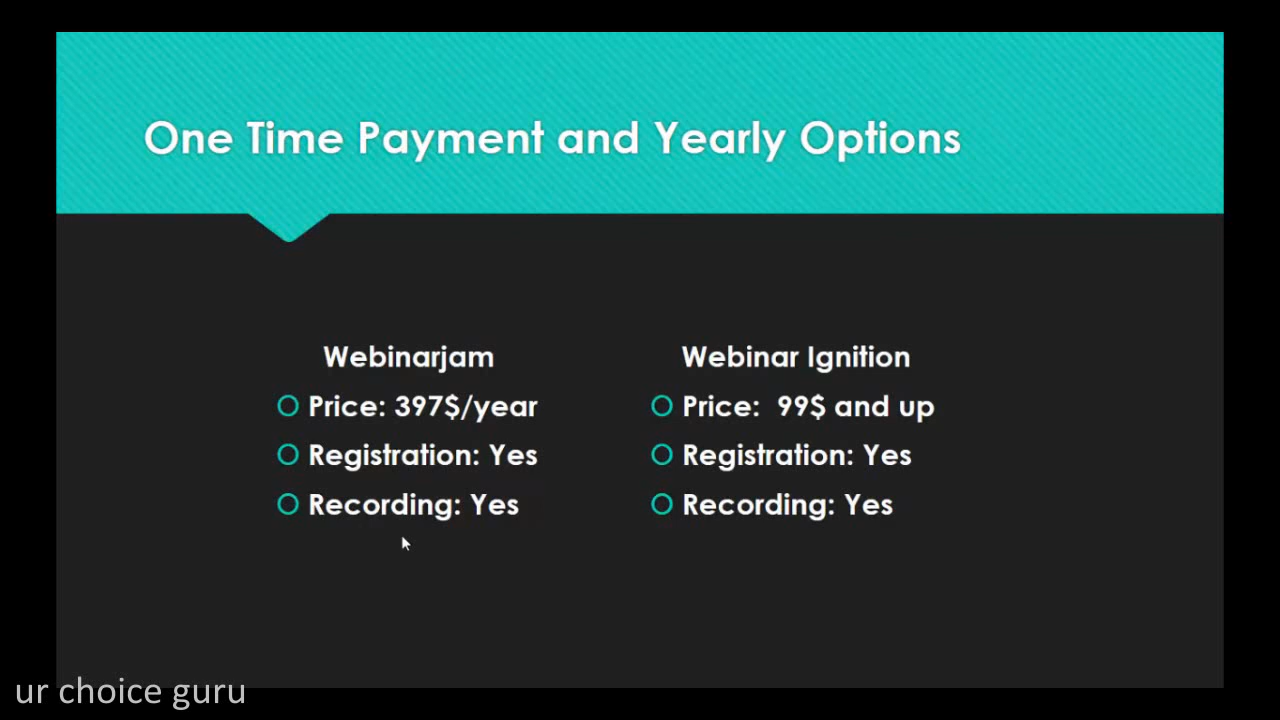 One Time Payment and Yearly Options
Webinarjam
Price: 397$/year
Registration: Yes
Recording: Yes
Webinar Ignition
Price:  99$ and up
Registration: Yes
Recording: Yes
ur choice guru